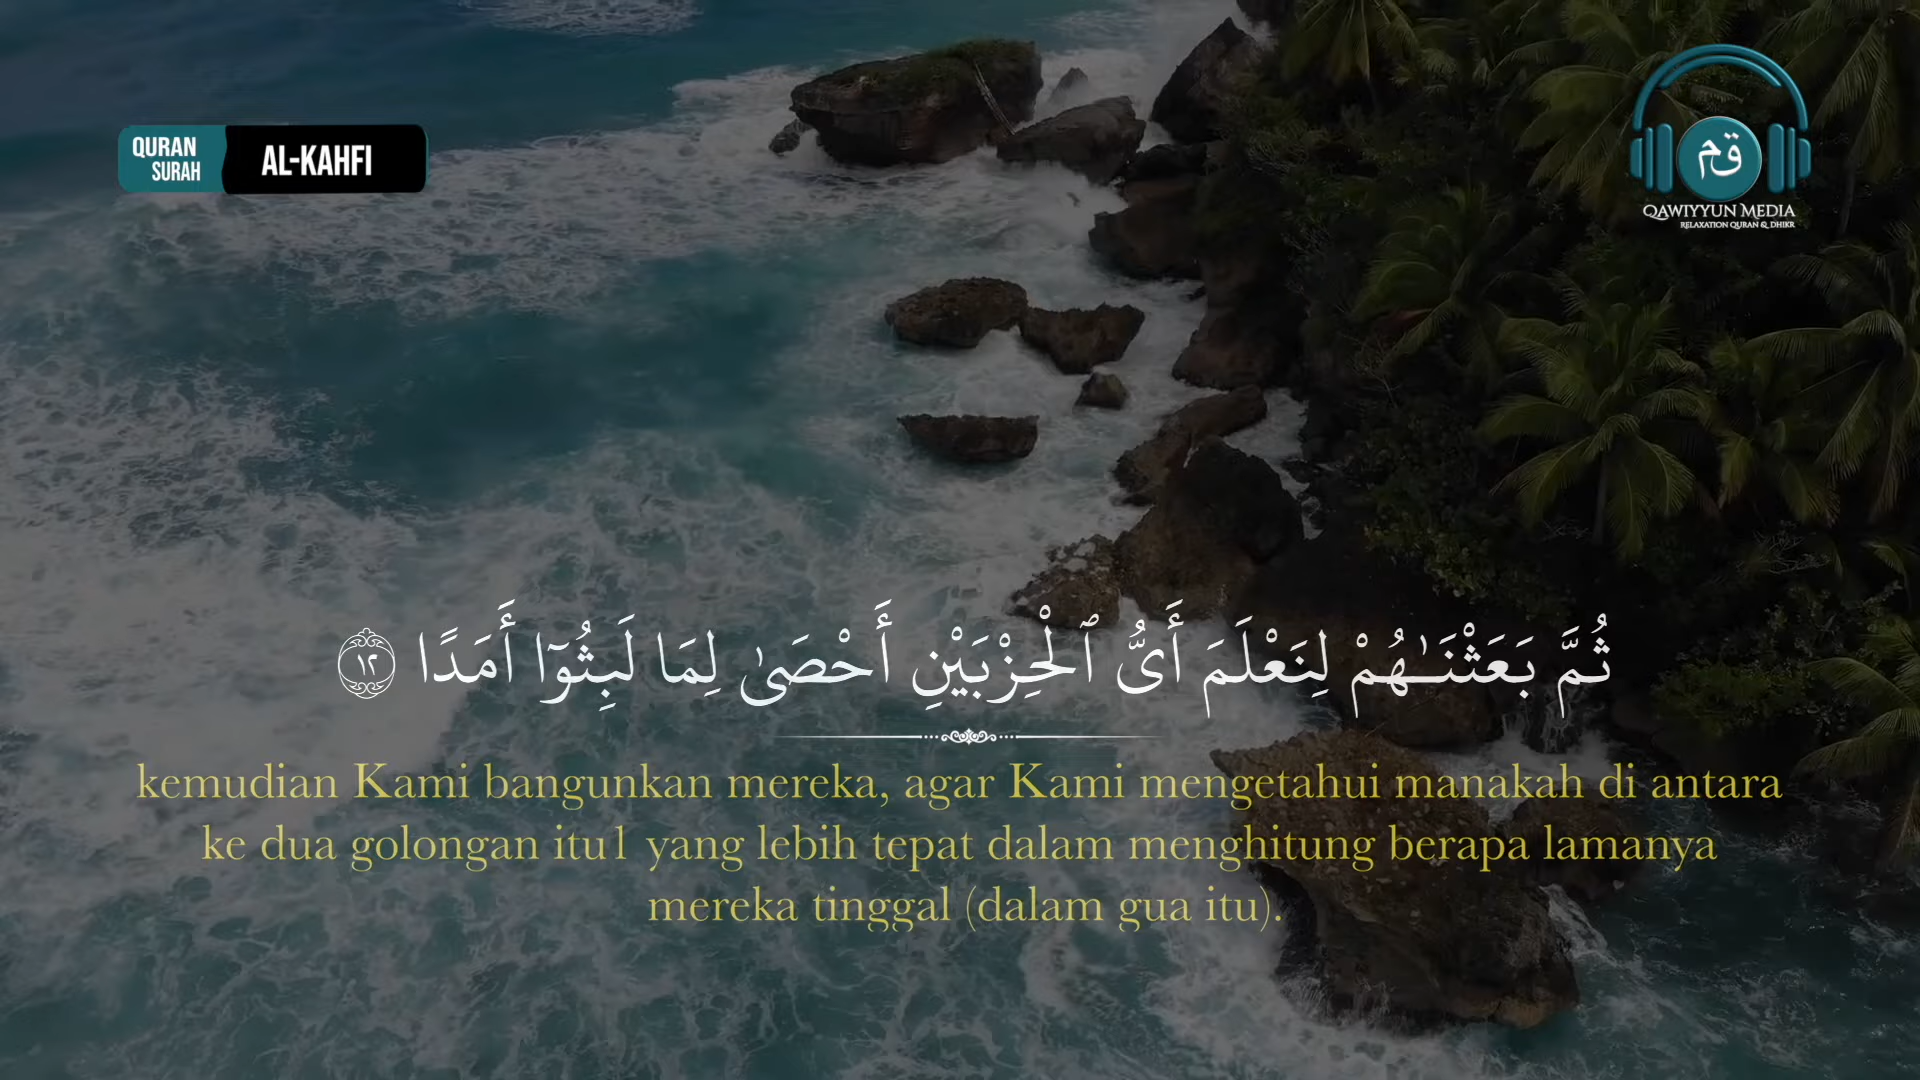 QURAN
SURAH
AL-KAHFI
قم
QAWIYYUN MEDIA
RELAXATION QURAN & DHIKR
ثُمَّ بَعَثْنَـٰهُمْ لِنَعْلَمَ أَىُّ ٱلْحِزْبَيْنِ أَحْصَىٰ لِمَا لَبِثُوٓا۟ أَمَدًا ١٢
kemudian Kami bangunkan mereka, agar Kami mengetahui manakah di antara
ke dua golongan itu1 yang lebih tepat dalam menghitung berapa lamanya
mereka tinggal (dalam gua itu).